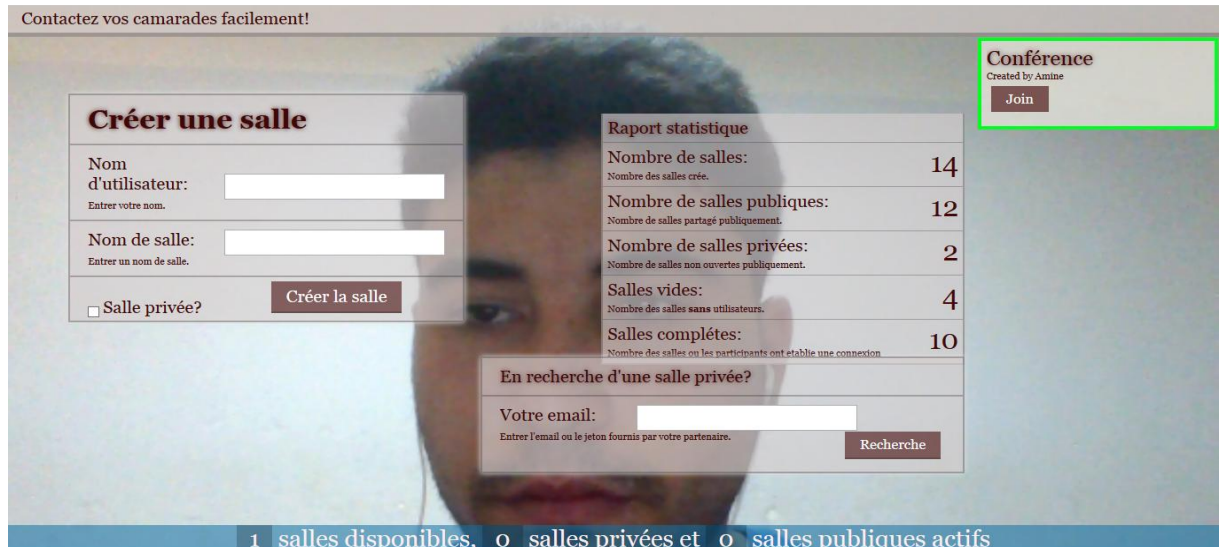 Contactez vos camarades facilement!
Conférence
Created by Amine
Join
Créer une salle
Nom
d'utilisateur:
Entrer votre nom.
Nom de salle:
Entrer un nom de salle.
Salle privée?
Créer la salle
Raport statistique
Nombre de salles:
14
Nombre des salles crée.
Nombre de salles publiques:
12
Nombre de salles partagé publiquement.
Nombre de salles privées:
2
Nombre de salles non ouvertes publiquement.
Salles vides:
4
Nombre des salles sans utilisateurs.
Salles complétes:
10
Nombre des salles ou les participants ont etablie une connexion
En recherche d'une salle privée?
Votre email:
Entrer l'email ou le jeton fournis par votre partenaire.
Recherche
1 salles disponibles, 0 salles privées et 0 salles publiques actifs